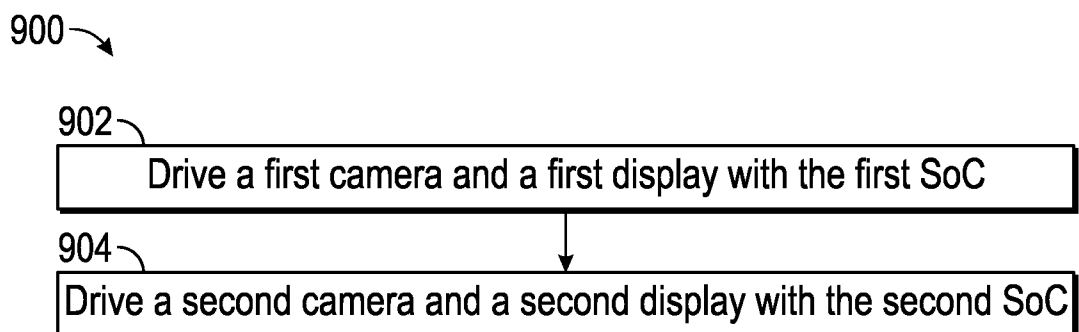 900
902
Drive a first camera and a first display with the first SoC
904
Drive a second camera and a second display with the second SoC